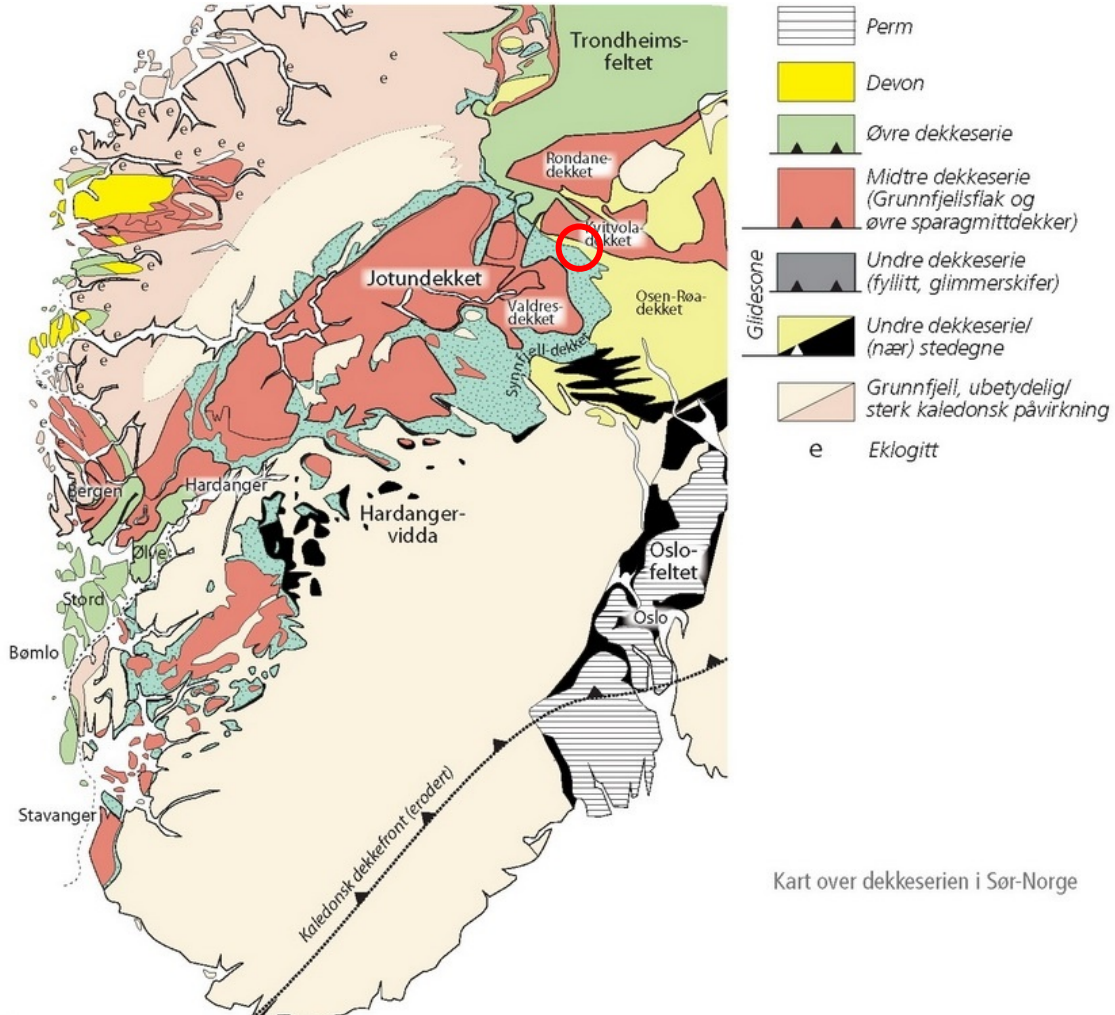 Trondheims-
feltet
Rondane-
dekket
Kvitvola-
dekket
Jotundekket
Valdres-
dekket
Osen-Røa-
dekket
Synnfjell-dekket
Bergen
Hardanger
Hardanger-
vidda
Ølve
Stord
Bømlo
Oslo-
feltet
Oslo
Stavanger
Kaledonsk dekkefront (erodert)
e
Perm
Devon
Øvre dekkeserie
Midtre dekkeserie
(Grunnfjellsflak og
øvre sparagmittdekker)
Undre dekkeserie
(fyllitt, glimmerskifer)
Undre dekkeserie/
(nær) stedegne
Grunnfjell, ubetydelig/
sterk kaledonsk påvirkning
e Eklogitt
Glidesone
Kart over dekkeserien i Sør-Norge